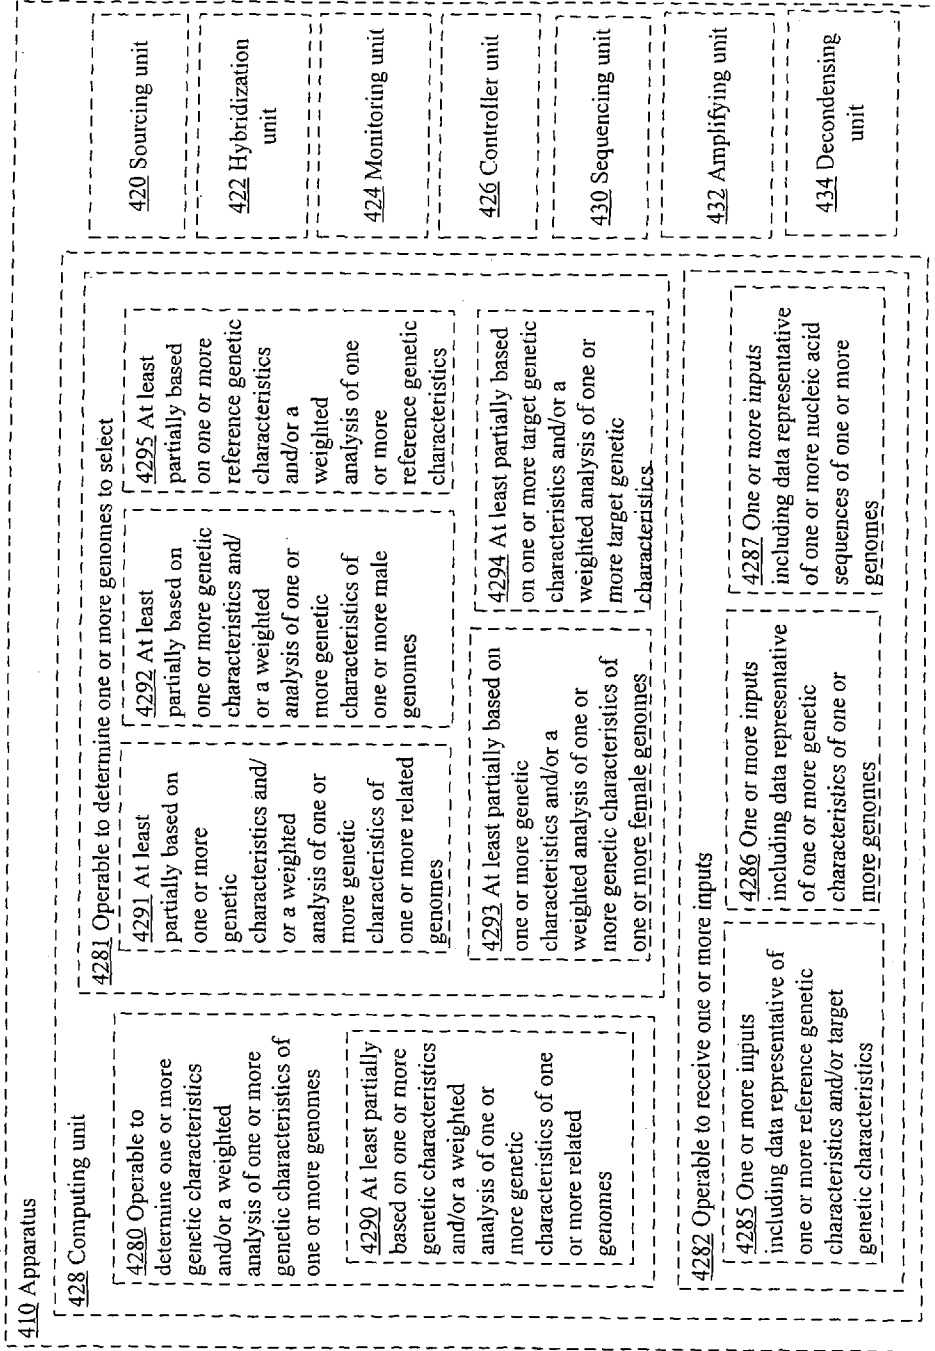 410 Apparatus
428 Computing unit
4280 Operable to
determine one or more
genetic characteristics
and/or a weighted
analysis of one or more
genetic characteristics of
one or more genomes
4290 At least partially
based on one or more
genetic characteristics
and/or a weighted
analysis of one or
more genetic
characteristics of one
or more related
genomes
4281 Operable to determine one or more genomes to select
4291 At least
partially based on
one or more
genetic
characteristics and/
or a weighted
analysis of one or
more genetic
characteristics of
one or more related
genomes
4292 At least
partially based on
one or more genetic
characteristics and/
or a weighted
analysis of one or
more genetic
characteristics of
one or more male
genomes
4295 At least
partially based
on one or more
reference genetic
characteristics
and/or a
weighted
analysis of one
or more
reference genetic
characteristics
4293 At least partially based on
one or more genetic
characteristics and/or a
weighted analysis of one or
more genetic characteristics of
one or more female genomes
4294 At least partially based
on one or more target genetic
characteristics and/or a
weighted analysis of one or
more target genetic
characteristics
4282 Operable to receive one or more inputs
4285 One or more inputs
including data representative of
one or more reference genetic
characteristics and/or target
genetic characteristics
4286 One or more inputs
including data representative
of one or more genetic
characteristics of one or
more genomes
4287 One or more inputs
including data representative
of one or more nucleic acid
sequences of one or more
genomes
420 Sourcing unit
422 Hybridization
unit
424 Monitoring unit
426 Controller unit
430 Sequencing unit
432 Amplifying unit
434 Decondensing
unit